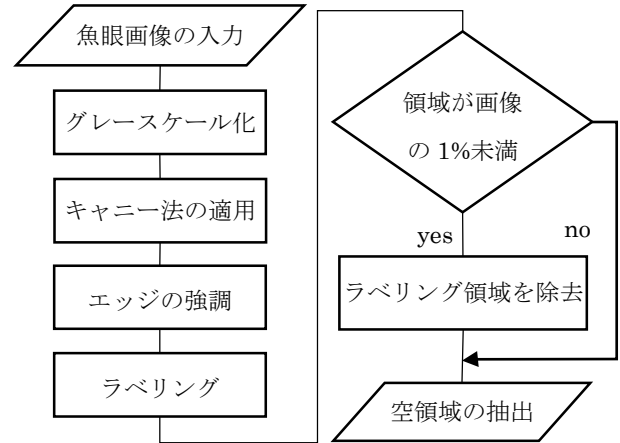 魚眼画像の入力
グレースケール化
キャニー法の適用
エッジの強調
ラベリング
領域が画像
の 1%未満
yes
no
ラベリング領域を除去
空領域の抽出